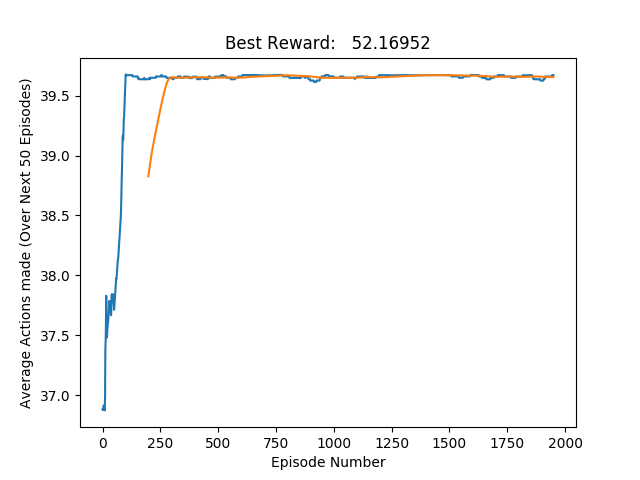 Best Reward:   52.16952
Average Actions made (Over Next 50 Episodes)
39.5
39.0
38.5
38.0
37.5
37.0
0 250 500 750 1000 1250 1500 1750 2000
Episode Number